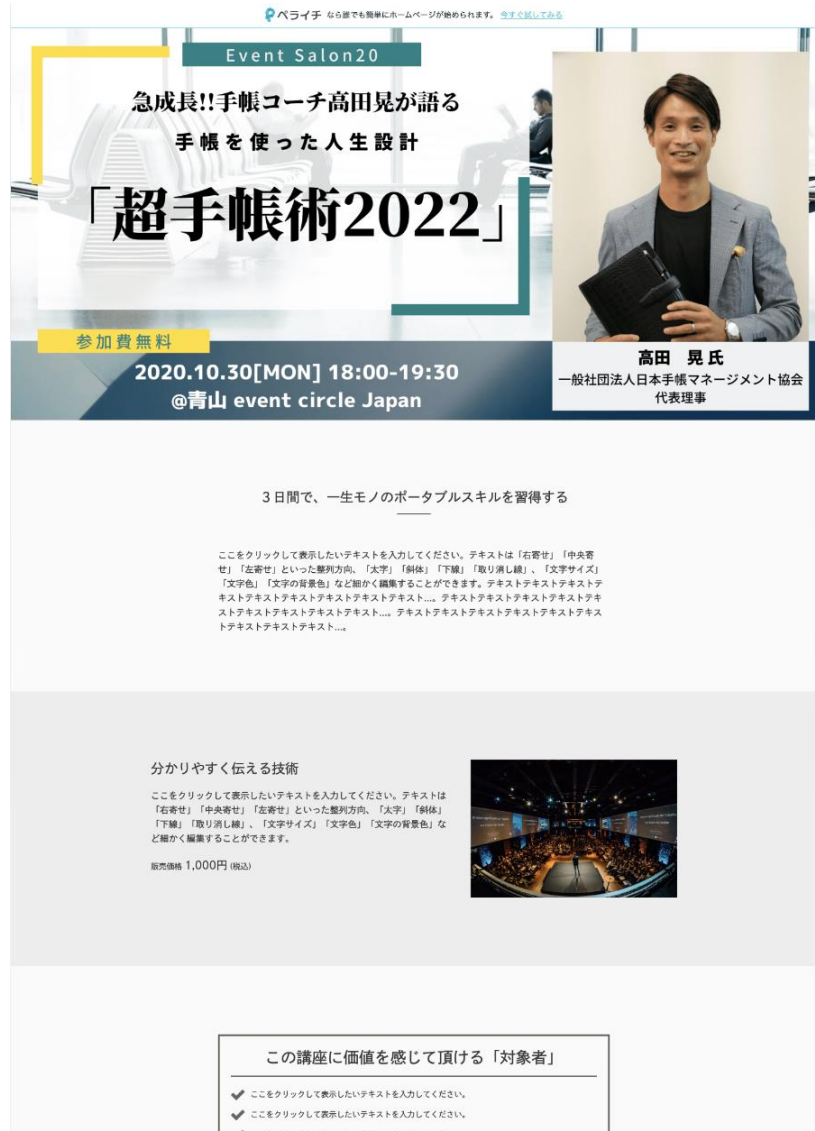 ペライチ なら誰でも簡単にホームページが始められます。 今すぐ試してみる
Event Salon20
急成長!!手帳コーチ高田晃が語る
手帳を使った人生設計
「超手帳術2022」
参加費無料
2020.10.30[MON] 18:00-19:30
@青山 event circle Japan
高田 晃 氏
一般社団法人日本手帳マネージメント協会
代表理事
3日間で、一生モノのポータブルスキルを習得する
ここをクリックして表示したいテキストを入力してください。テキストは「右寄せ」「中央寄
せ」「左寄せ」といった整列方向、「太字」「斜体」「下線」「取り消し線」、「文字サイズ」
「文字色」「文字の背景色」など細かく編集することができます。テキストテキストテキストテ
キストテキストテキストテキストテキストテキスト…。テキストテキストテキストテキストテキ
ストテキストテキストテキストテキスト…。テキストテキストテキストテキストテキストテキス
トテキストテキストテキスト…。
分かりやすく伝える技術
ここをクリックして表示したいテキストを入力してください。テキストは
「右寄せ」「中央寄せ」「左寄せ」といった整列方向、「太字」「斜体」
「下線」「取り消し線」、「文字サイズ」「文字色」「文字の背景色」な
ど細かく編集することができます。
販売価格 1,000円 (税込)
この講座に価値を感じて頂ける「対象者」
ここをクリックして表示したいテキストを入力してください。
ここをクリックして表示したいテキストを入力してください。